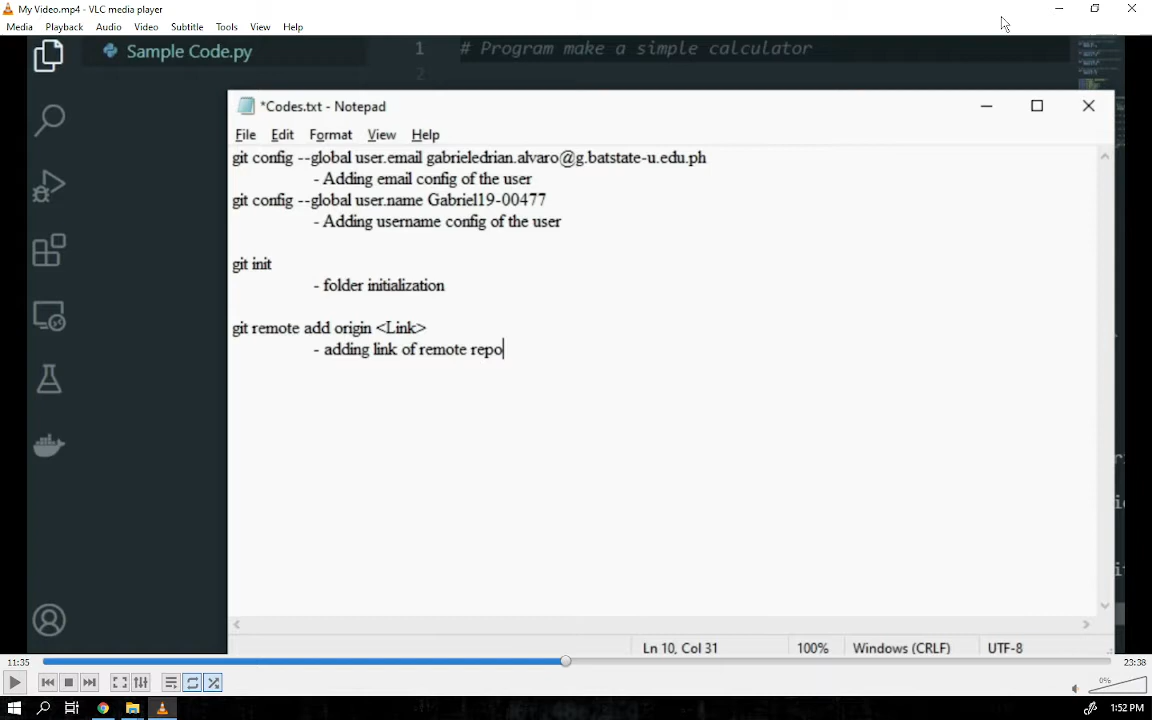 My Video.mp4 - VLC media player
Media Playback Audio Video Subtitle Tools View Help
Sample Code.py
1 # Program make a simple calculator
2
*Codes.txt - Notepad
File Edit Format View Help
git config --global user.email gabrieledrian.alvaro@g.batstate-u.edu.ph
- Adding email config of the user
git config --global user.name Gabriel19-00477
- Adding username config of the user
git init
- folder initialization
git remote add origin <Link>
- adding link of remote repo
Ln 10, Col 31 100% Windows (CRLF) UTF-8
11:35 23:38
0%
1:52 PM